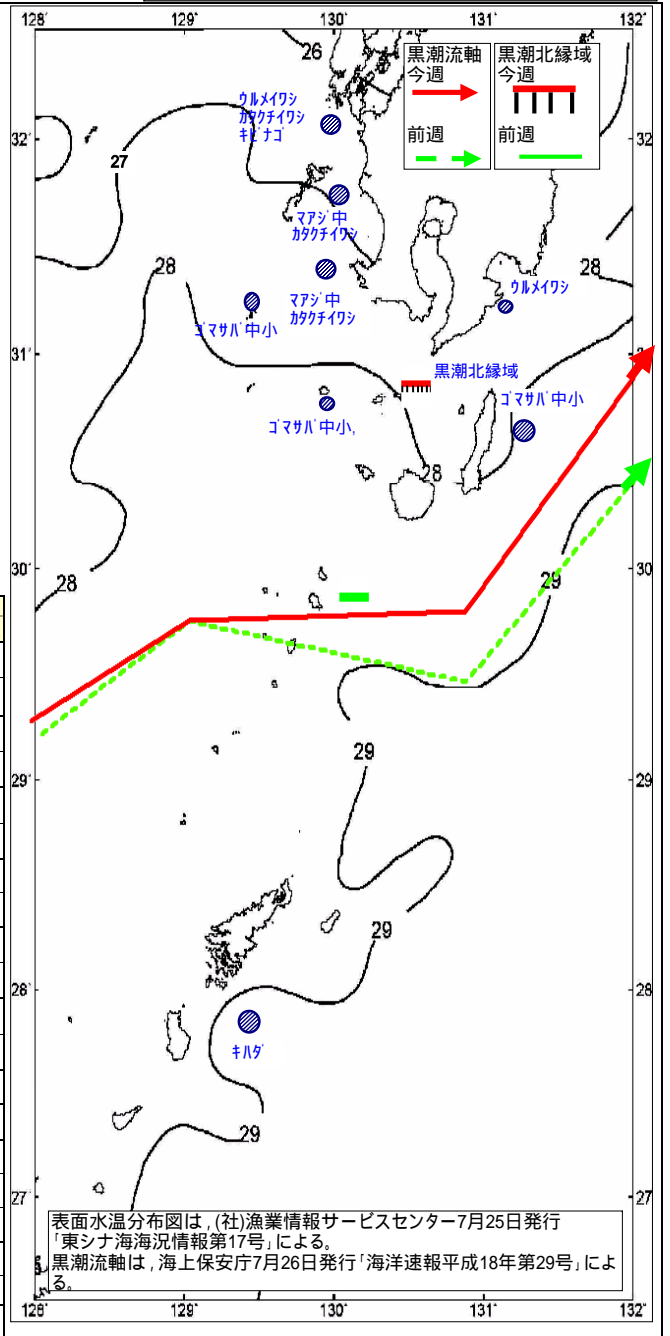 128ﾟ 129ﾟ 130ﾟ 131ﾟ 132ﾟ
26
黒潮流軸
今週
前週
黒潮北縁域
今週
前週
ウルメイワシ
カタクチイワシ
キビナゴ
32ﾟ
27
マアジ中
カタクチイワシ
28
28
ウルメイワシ
マアジ中
カタクチイワシ
ゴマサバ中小
31ﾟ
黒潮北縁域
ゴマサバ中小
ゴマサバ中小,
28
28
30ﾟ
30ﾟ
29
29ﾟ
29ﾟ
29
29
28ﾟ
28ﾟ
キハダ
29
27ﾟ
27ﾟ
表面水温分布図は，(社)漁業情報サービスセンター7月25日発行
「東シナ海海況情報第17号」による。
黒潮流軸は，海上保安庁7月26日発行「海洋速報平成18年第29号」によ
る。
128ﾟ 129ﾟ 130ﾟ 131ﾟ 132ﾟ